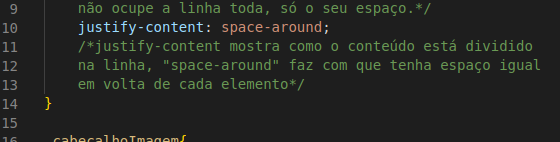 9 não ocupe a linha toda, só o seu espaço.*/
10 justify-content: space-around;
11 /*justify-content mostra como o conteúdo está dividido
12 na linha, "space-around" faz com que tenha espaço igual
13 em volta de cada elemento*/
14 }
15
16 .cabecalhoImagem{